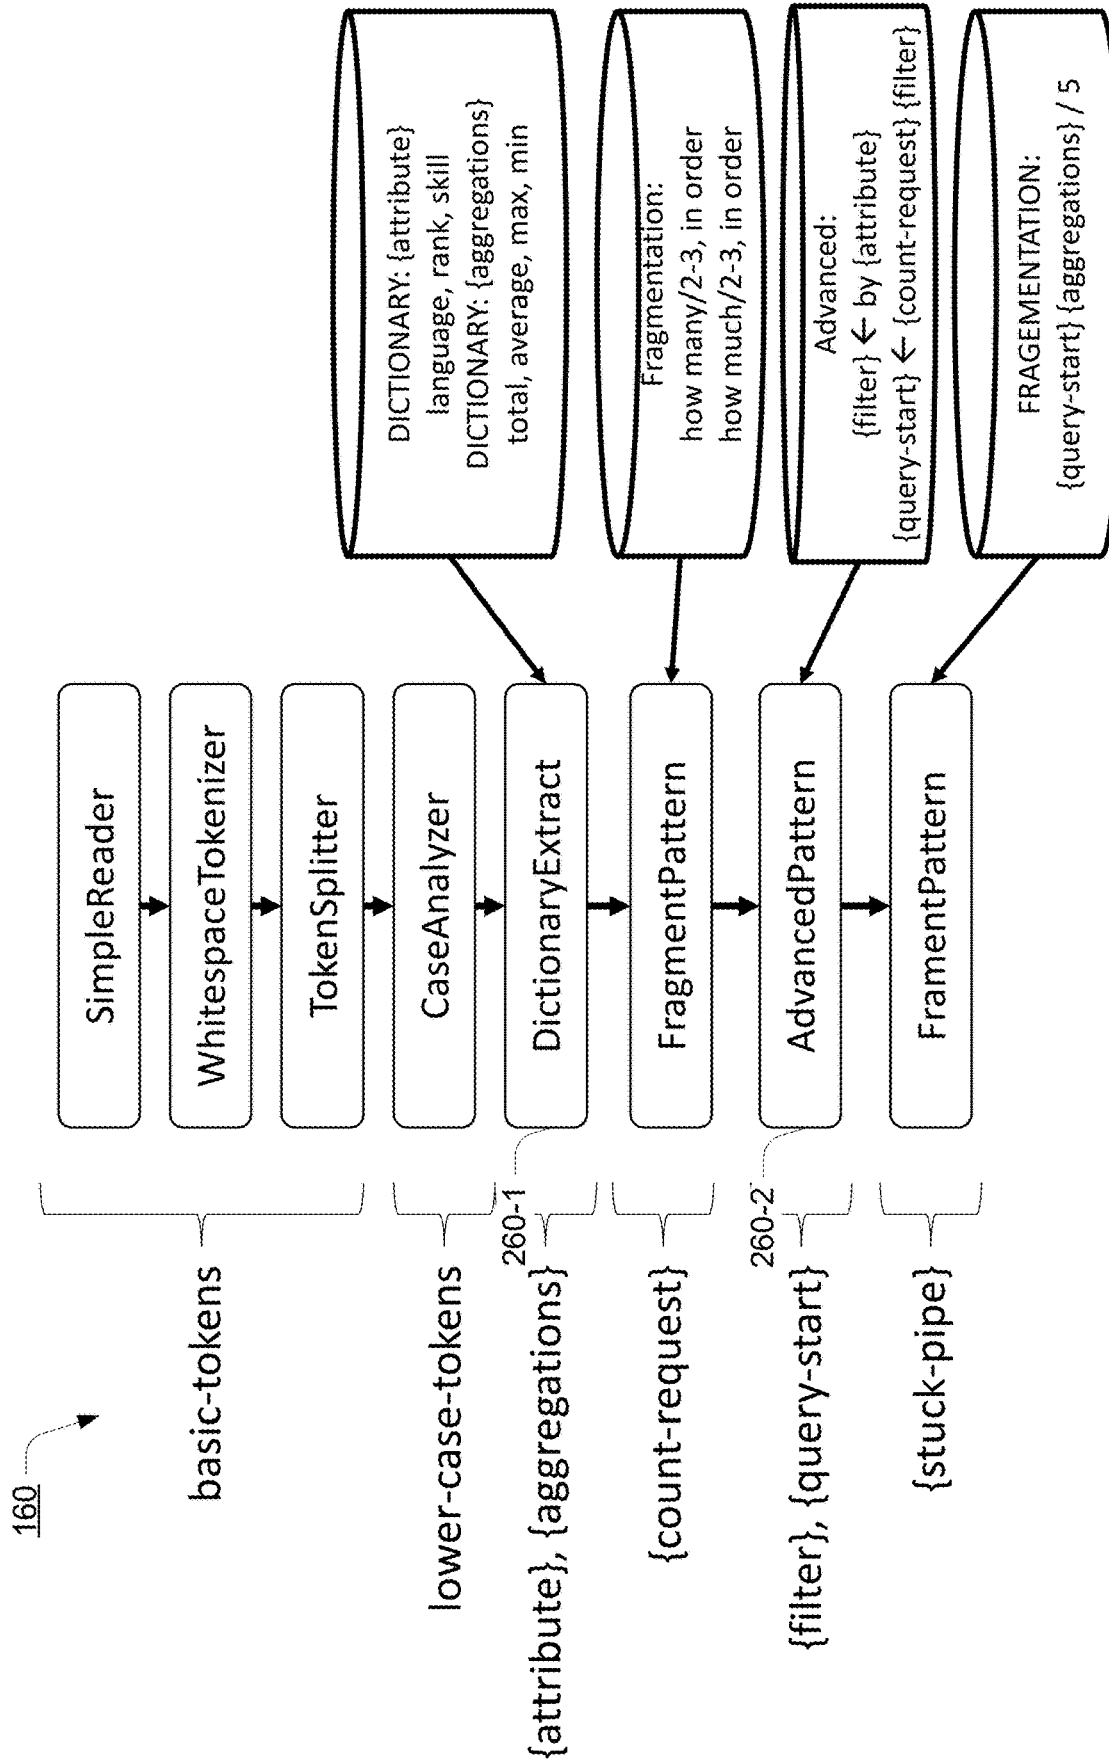 160
basic-tokens
lower-case-tokens
{attribute}, {aggregations}
{count-request}
{filter}, {query-start}
{stuck-pipe}
260-1
260-2
SimpleReader
WhitespaceTokenizer
TokenSplitter
CaseAnalyzer
DictionaryExtract
FragmentPattern
AdvancedPattern
FramentPattern
DICTIONARY: {attribute}
language, rank, skill
DICTIONARY: {aggregations}
total, average, max, min
Fragmentation:
how many/2-3, in order
how much/2-3, in order
Advanced:
{filter} ← by {attribute}
{query-start} ← {count-request} {filter}
FRAGEMENTATION:
{query-start} {aggregations} / 5